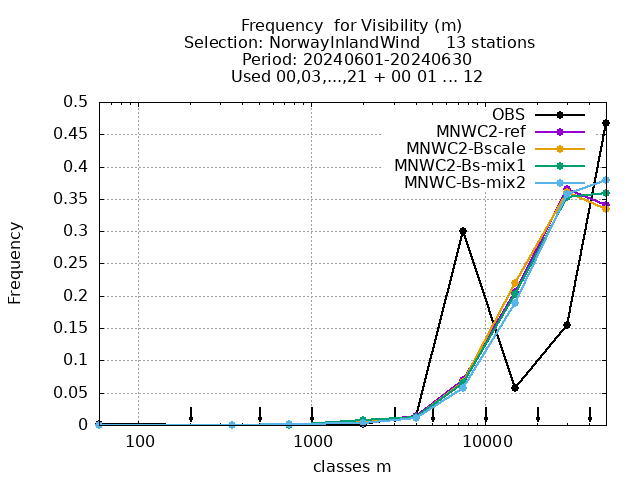 Frequency  for Visibility (m)
Selection: NorwayInlandWind     13 stations
Period: 20240601-20240630
Used 00,03,...,21 + 00 01 ... 12
OBS
MNWC2-ref
MNWC2-Bscale
MNWC2-Bs-mix1
MNWC-Bs-mix2
0.5
0.45
0.4
0.35
0.3
0.25
0.2
0.15
0.1
0.05
0
Frequency
100
1000
10000
classes m